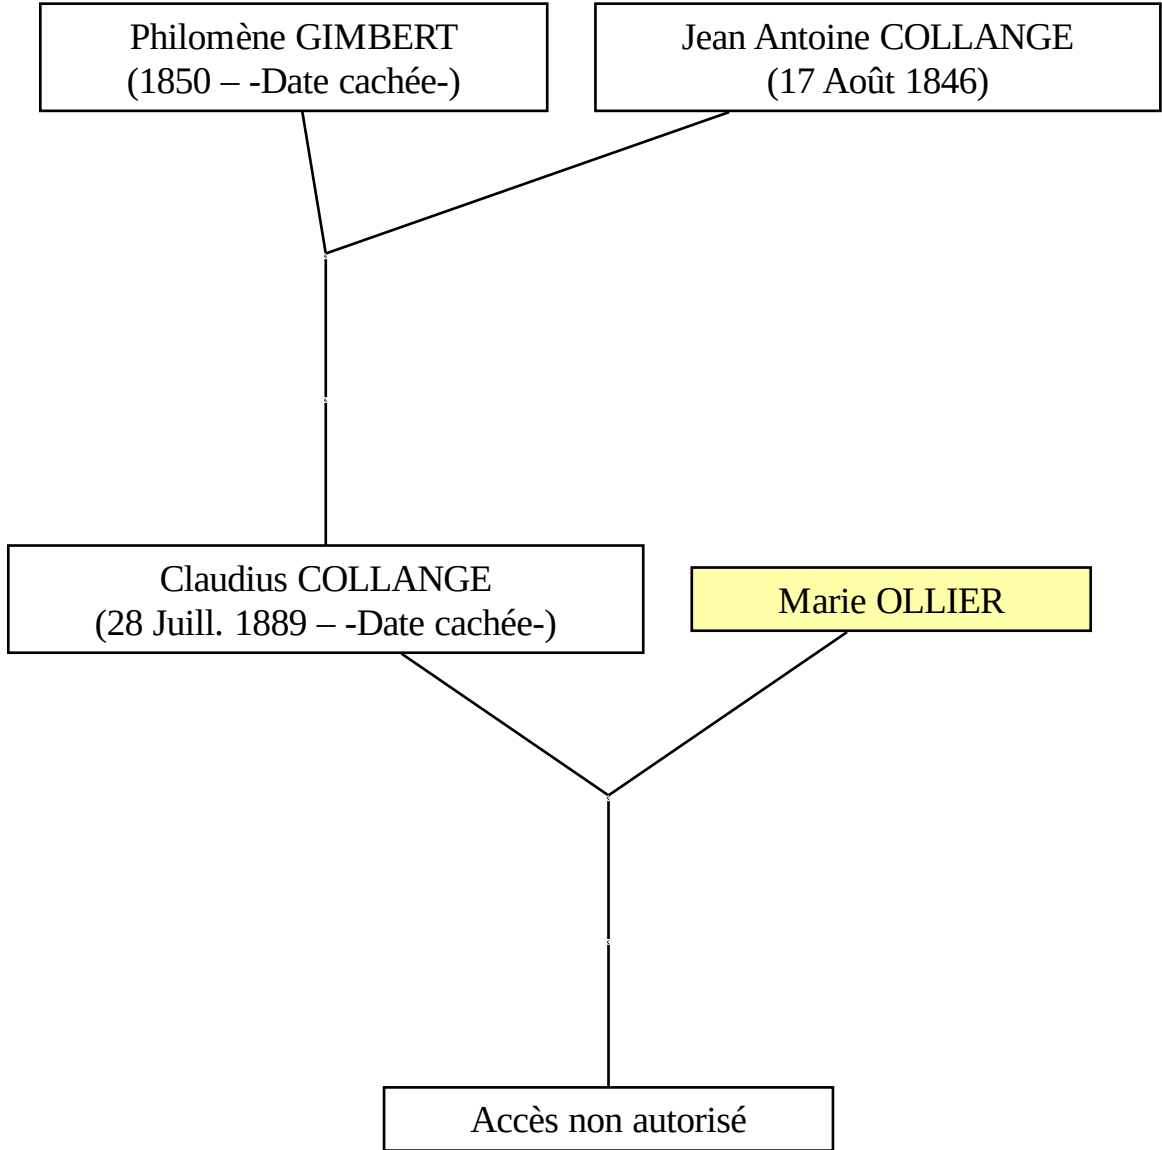 Philomène GIMBERT
(1850 – -Date cachée-)
Jean Antoine COLLANGE
(17 Août 1846)
Claudius COLLANGE
(28 Juill. 1889 – -Date cachée-)
Marie OLLIER
Accès non autorisé